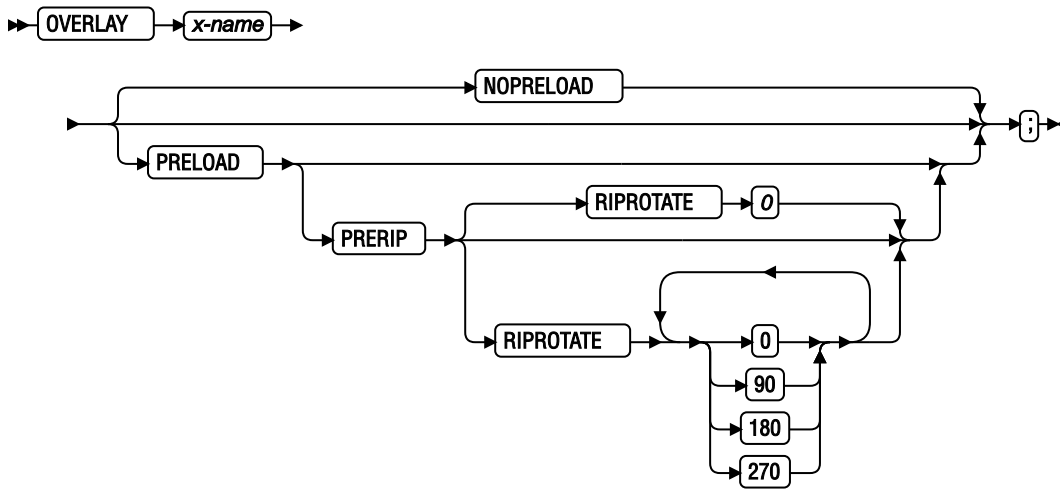 OVERLAY x-name
NOPRELOAD
;
PRELOAD
RIPROTATE 0
PRERIP
RIPROTATE 0
90
180
270